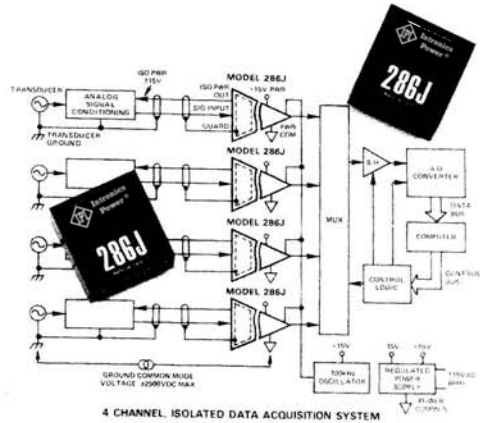 ISO PWR
±15V
TRANSDUCER
ANALOG
SIGNAL
CONDITIONING
TRANSDUCER
GROUND
ISO PWR
OUT
SIG INPUT
GUARD
MODEL 286J
+15V PWR
PWR
COM
MODEL 286J
MODEL 286J
MODEL 286J
Intronics
Power®
286J
Intronics
Power®
286J
MUX
S.H.
A/D
CONVERTER
DATA
BUS
COMPUTER
CONTROL
LOGIC
CONTROL
BUS
GROUND COMMON MODE
VOLTAGE ±2500VDC MAX
+15V
100kHz
OSCILLATOR
15V
+15V
REGULATED
POWER
SUPPLY
POWER
COMMON
4 CHANNEL, ISOLATED DATA ACQUISITION SYSTEM